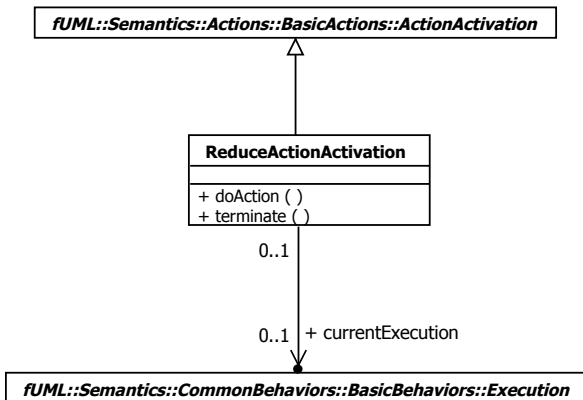 fUML::Semantics::Actions::BasicActions::ActionActivation
ReduceActionActivation
+ doAction ( )
+ terminate ( )
0..1
0..1 + currentExecution
fUML::Semantics::CommonBehaviors::BasicBehaviors::Execution